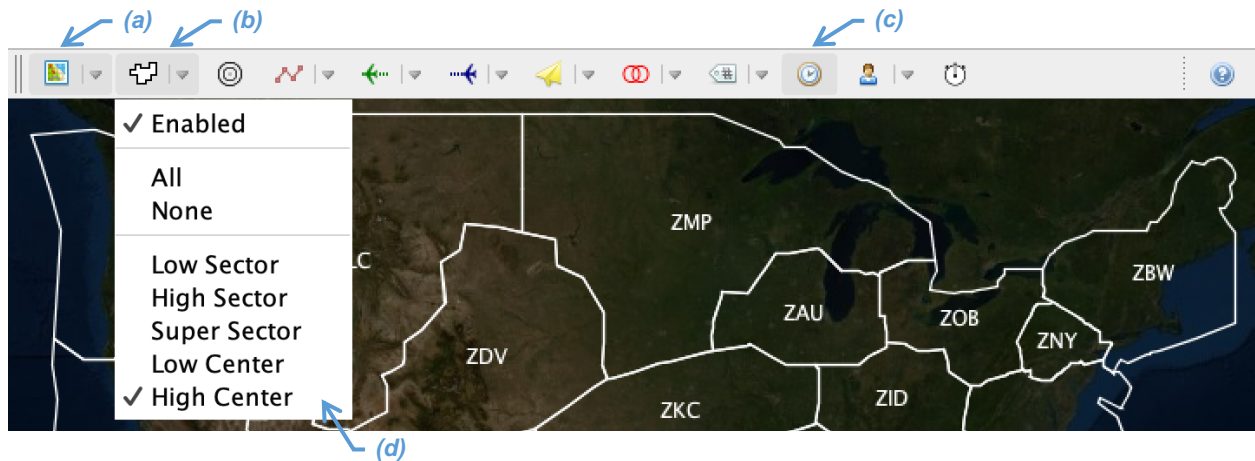 (a)
(b)
(c)
#
?
Enabled
All
None
Low Sector
High Sector
Super Sector
Low Center
High Center
LC
ZMP
ZBW
ZAU
ZOB
ZNY
ZDV
ZKC
ZID
(d)